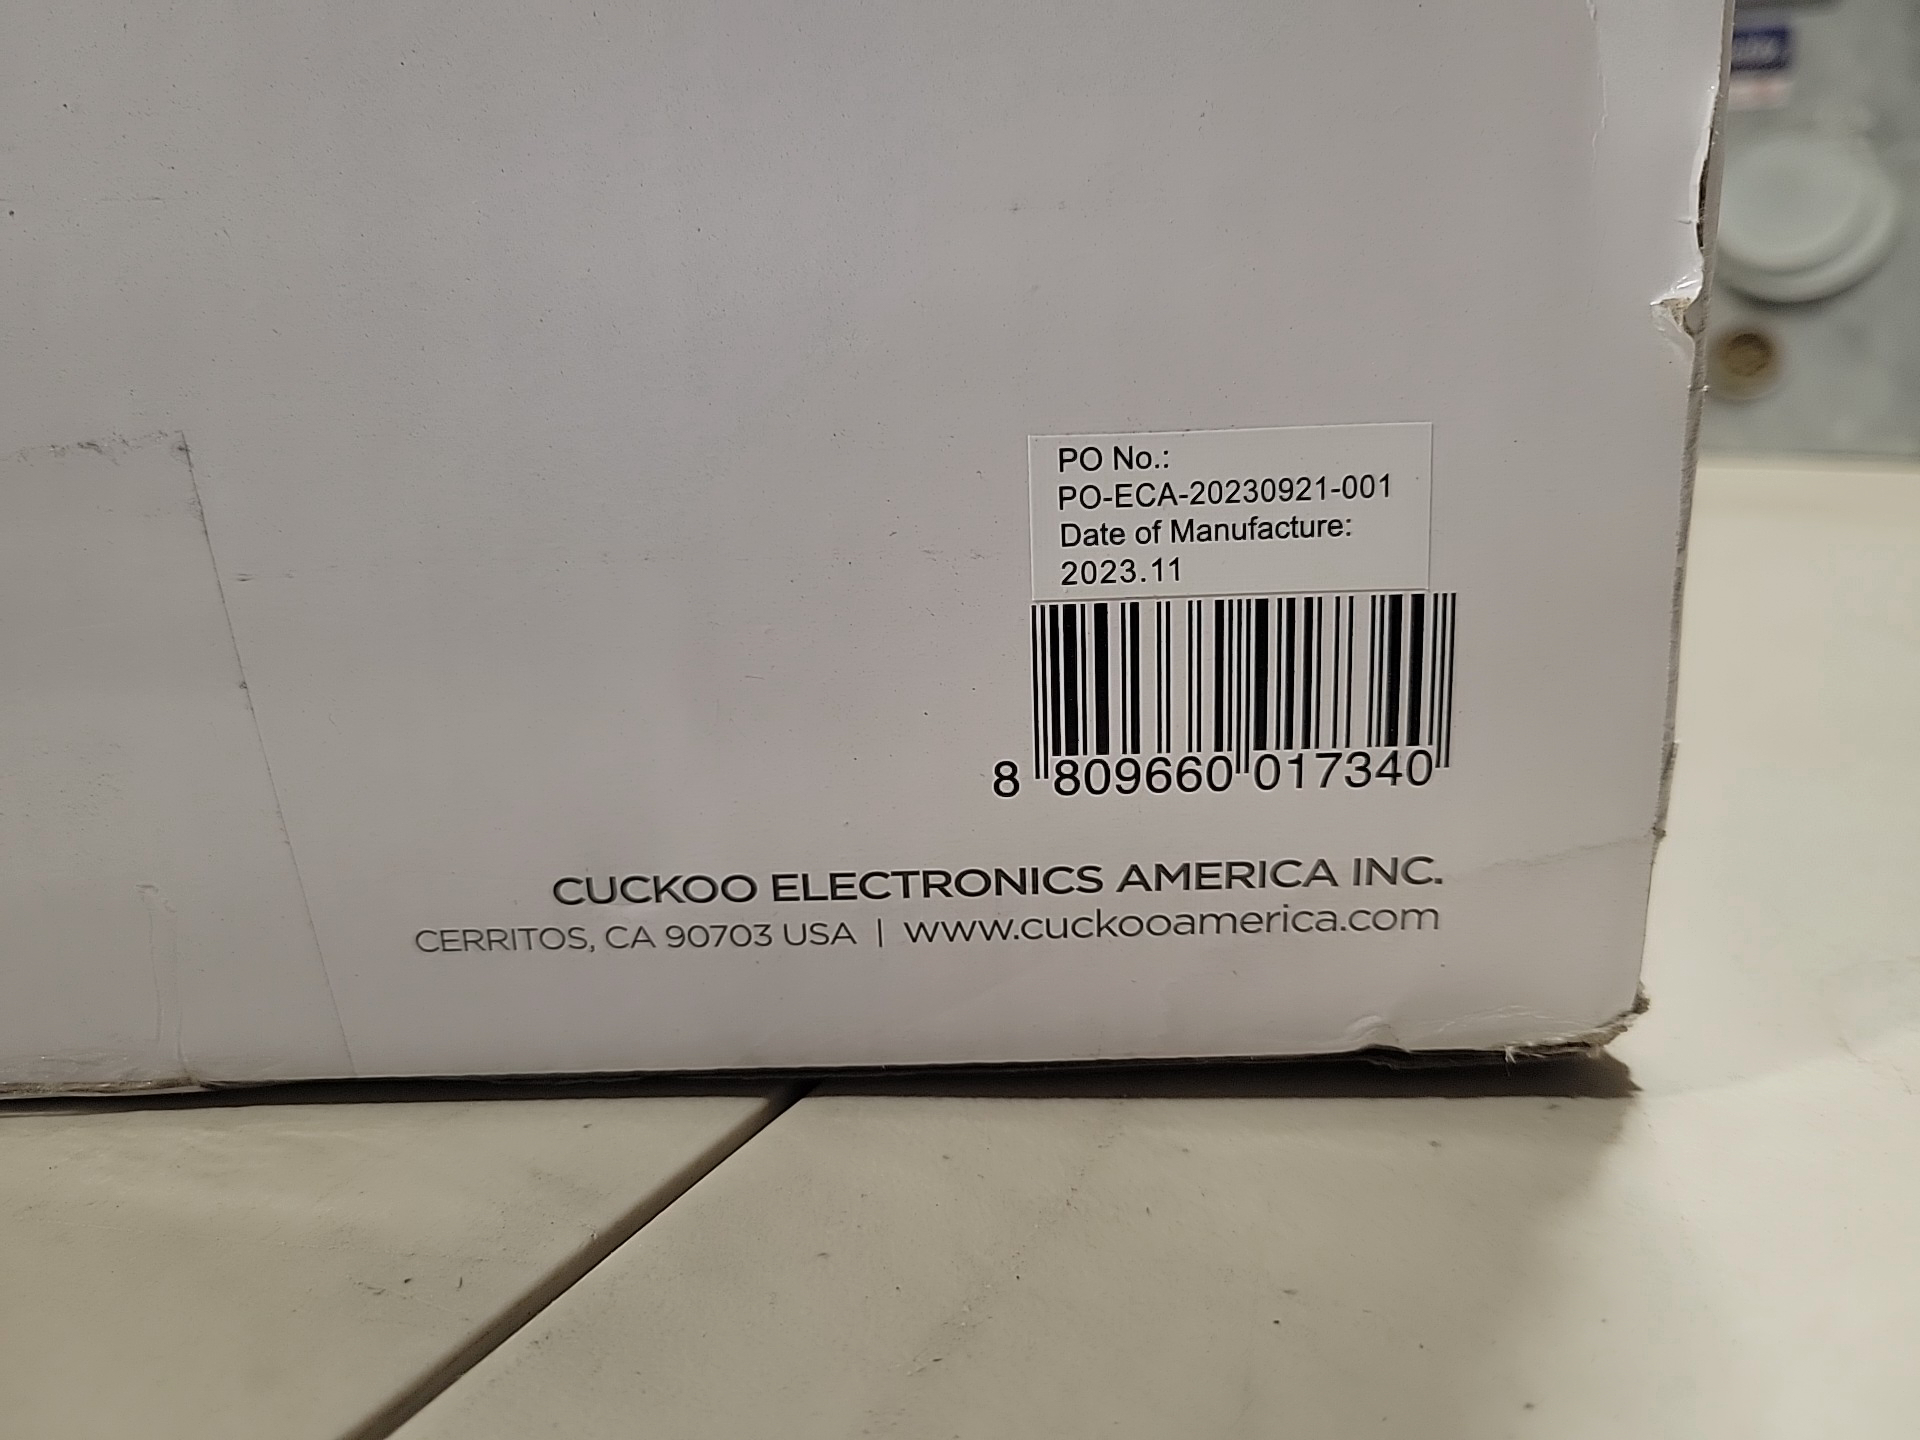 PO No.:
PO-ECA-20230921-001
Date of Manufacture:
2023.11
8 809660 017340
CUCKOO ELECTRONICS AMERICA INC.
CERRITOS, CA 90703 USA | www.cuckooamerica.com